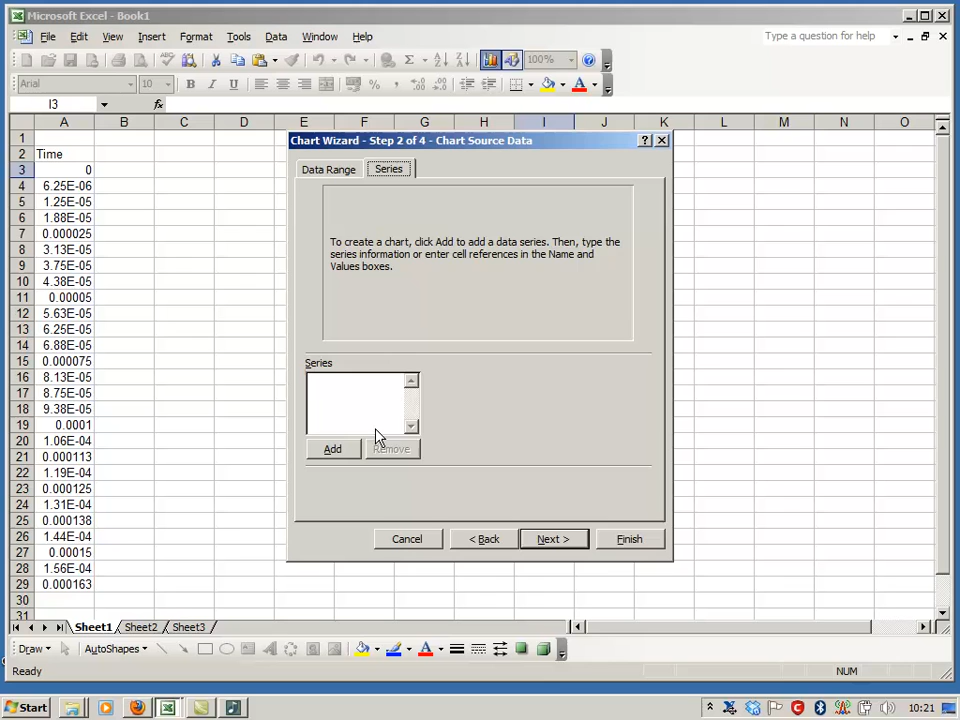 Microsoft Excel - Book1
File Edit View Insert Format Tools Data Window Help
Type a question for help
100%
Arial 10 B I U
I3 fx
A B C D E F G H I J K L M N O
1
2 Time
3 0
4 6.25E-06
5 1.25E-05
6 1.88E-05
7 0.000025
8 3.13E-05
9 3.75E-05
10 4.38E-05
11 0.00005
12 5.63E-05
13 6.25E-05
14 6.88E-05
15 0.000075
16 8.13E-05
17 8.75E-05
18 9.38E-05
19 0.0001
20 1.06E-04
21 0.000113
22 1.19E-04
23 0.000125
24 1.31E-04
25 0.000138
26 1.44E-04
27 0.00015
28 1.56E-04
29 0.000163
30
31
Chart Wizard - Step 2 of 4 - Chart Source Data
Data Range Series
To create a chart, click Add to add a data series. Then, type the
series information or enter cell references in the Name and
Values boxes.
Series
Add Remove
Cancel < Back Next > Finish
Sheet1 Sheet2 Sheet3
Draw AutoShapes
Ready NUM
Start 10:21